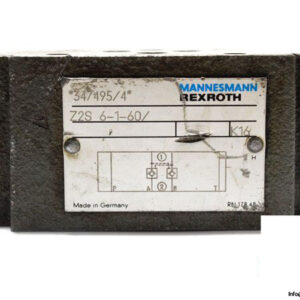 347495/4
MANNESMANN
REXROTH
Z2S 6-1-60/
K16
H
1
P A B T
2
Made in Germany